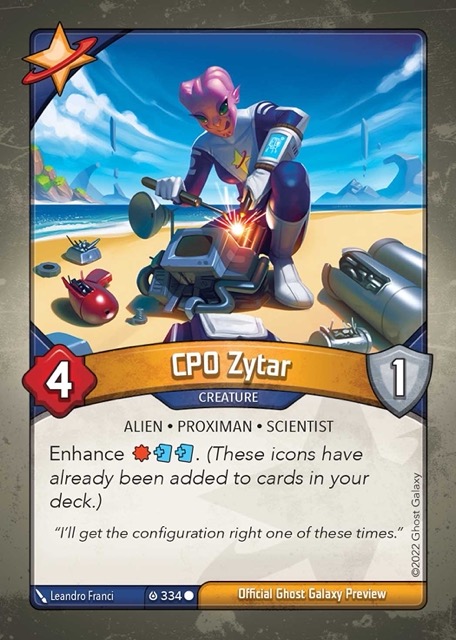 CPO Zytar
4
1
CREATURE
ALIEN • PROXIMAN • SCIENTIST
Enhance . (These icons have
already been added to cards in your
deck.)
“I’ll get the configuration right one of these times.”
©2022 Ghost Galaxy
Leandro Franci
334
Official Ghost Galaxy Preview